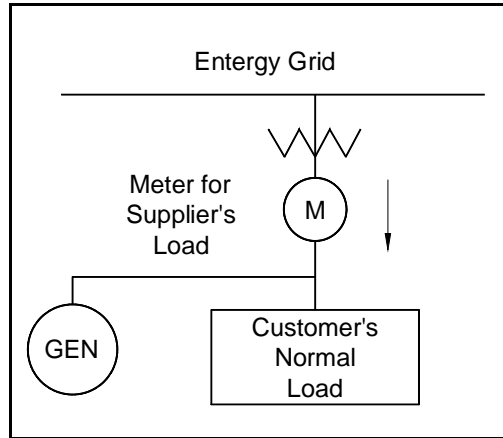 Entergy Grid
Meter for
Supplier's
Load
M
GEN
Customer's
Normal
Load